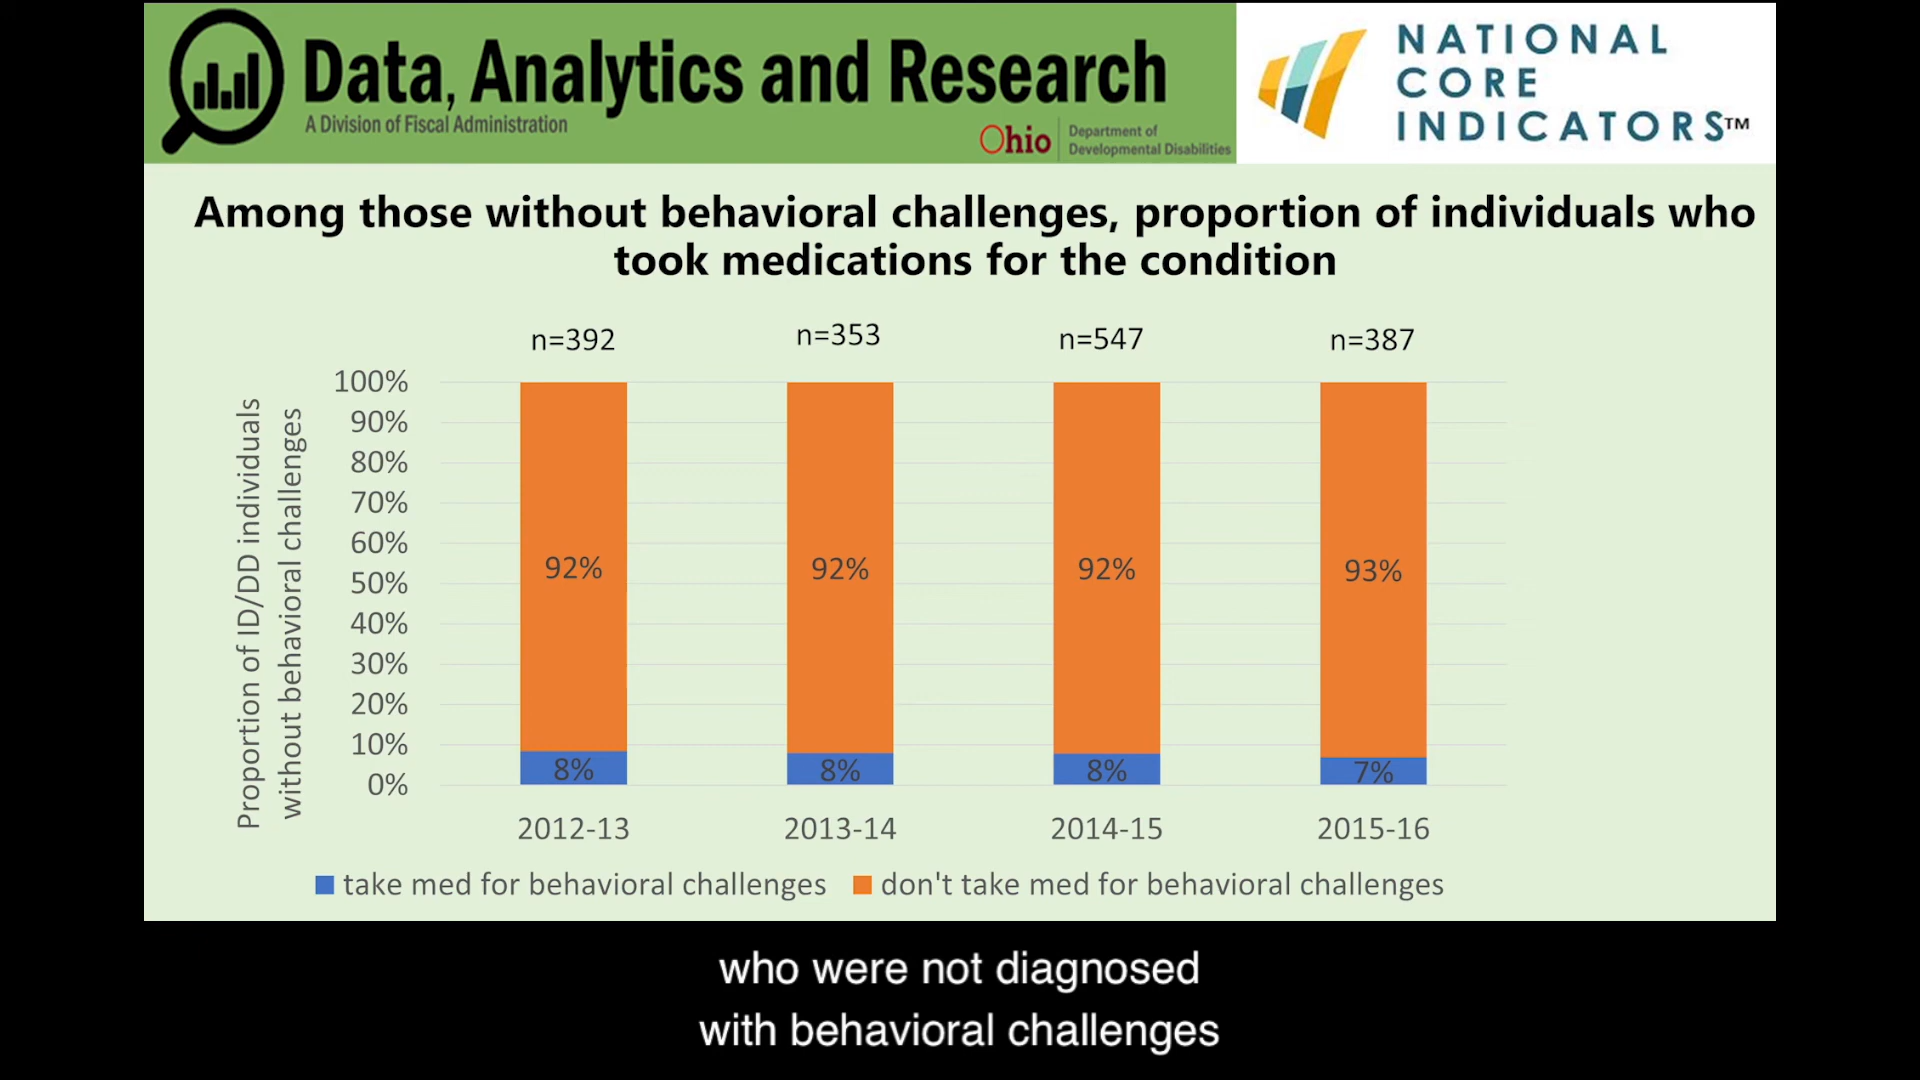 Data, Analytics and Research
A Division of Fiscal Administration
Ohio
Department of
Developmental Disabilities
NATIONAL
CORE
INDICATORS™
Among those without behavioral challenges, proportion of individuals who
took medications for the condition
n=392
n=353
n=547
n=387
Proportion of ID/DD individuals
without behavioral challenges
100%
90%
80%
70%
60%
50%
40%
30%
20%
10%
0%
92%
92%
92%
93%
8%
8%
8%
7%
2012-13
2013-14
2014-15
2015-16
take med for behavioral challenges
don't take med for behavioral challenges
who were not diagnosed
with behavioral challenges